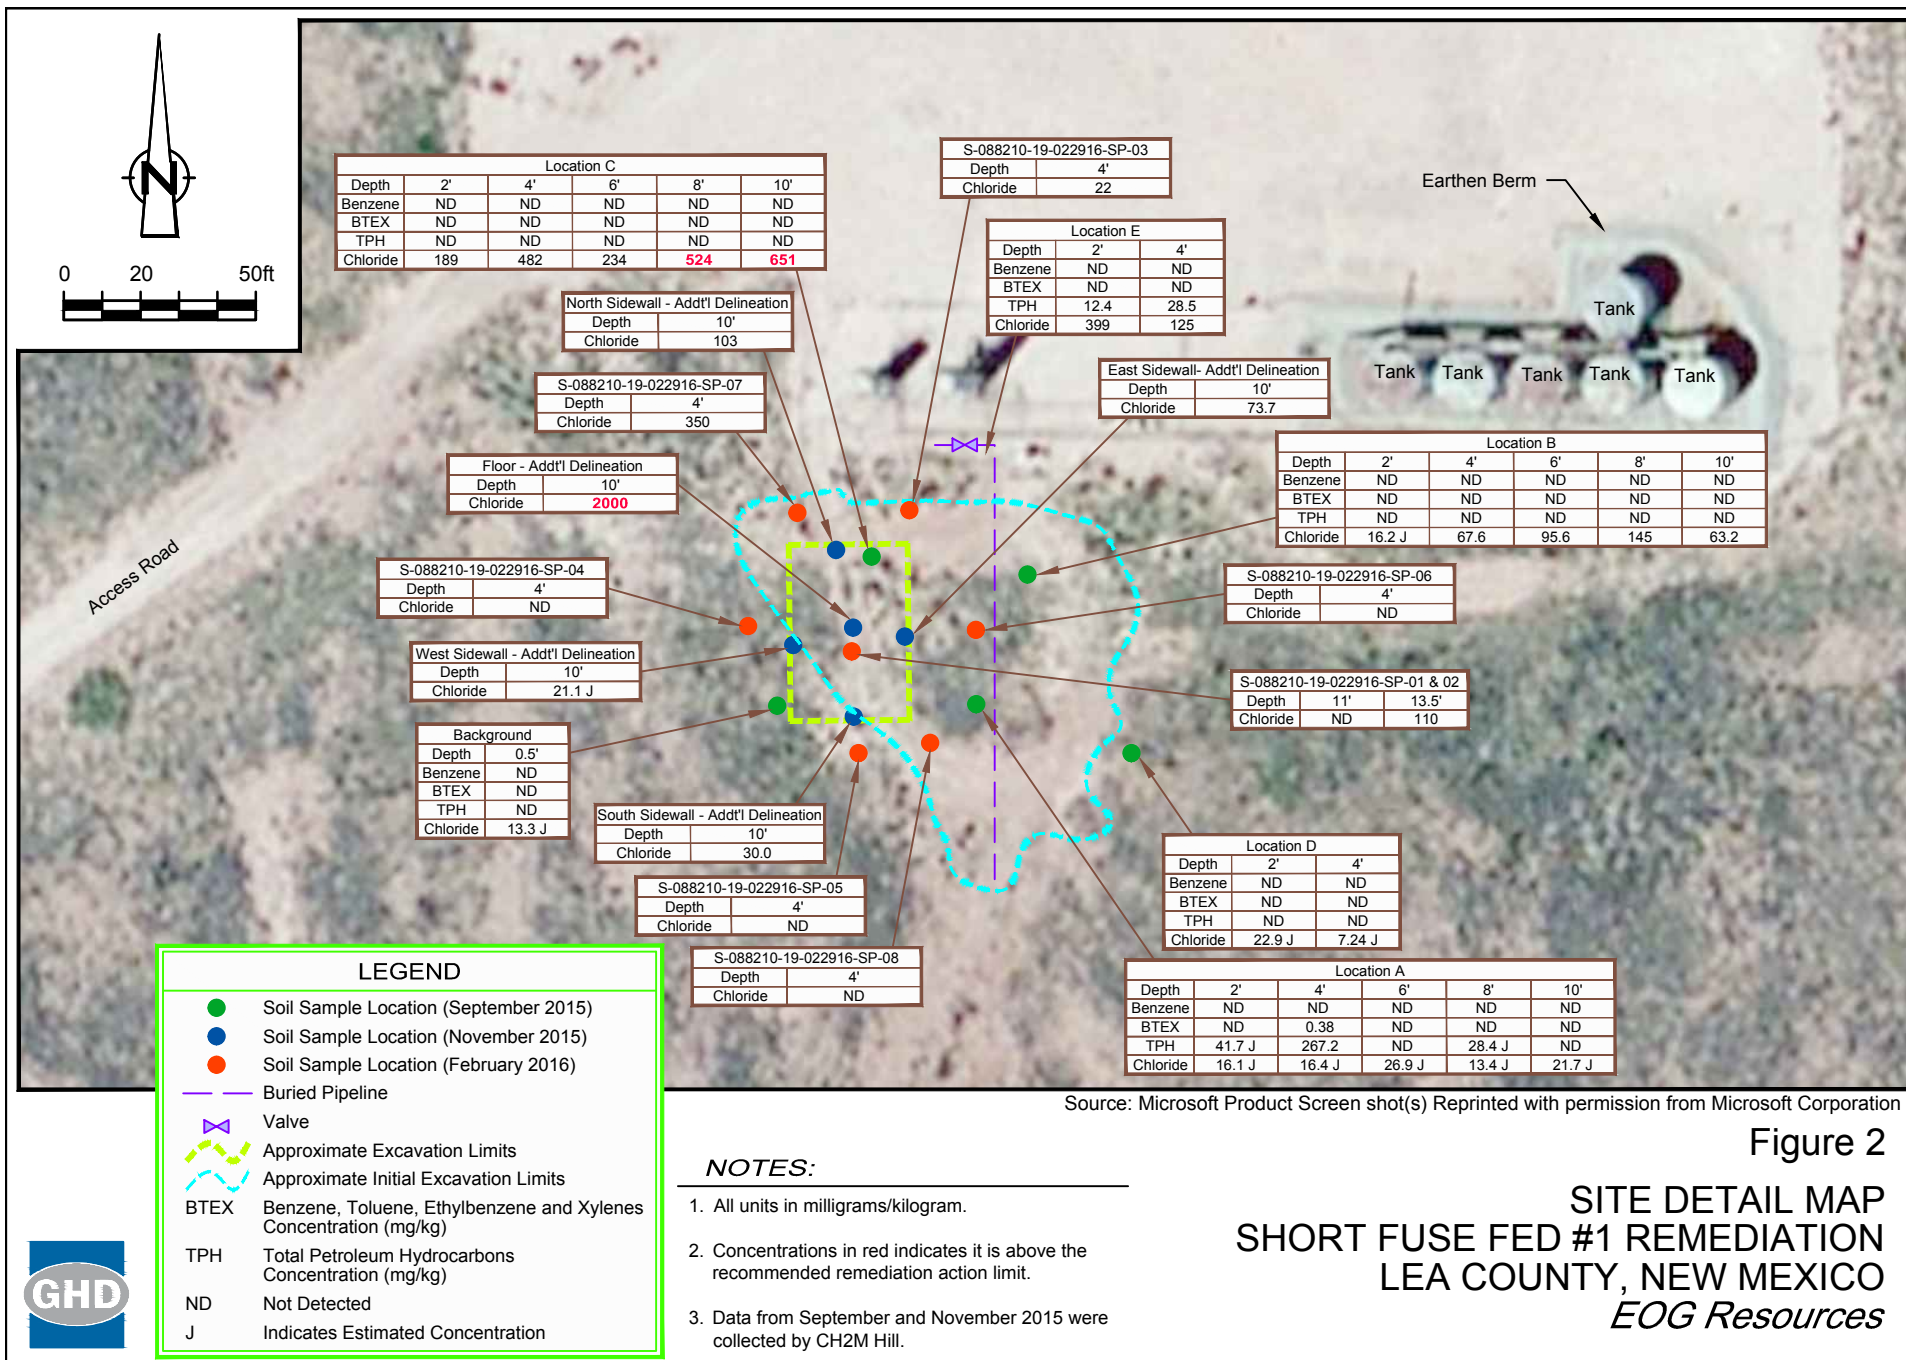 N
0 20 50ft
Location C
Depth 2' 4' 6' 8' 10'
Benzene ND ND ND ND ND
BTEX ND ND ND ND ND
TPH ND ND ND ND ND
Chloride 189 482 234 524 651
S-088210-19-022916-SP-03
Depth 4'
Chloride 22
Location E
Depth 2' 4'
Benzene ND ND
BTEX ND ND
TPH 12.4 28.5
Chloride 399 125
Earthen Berm
Tank
Tank Tank Tank Tank Tank
North Sidewall - Addt'l Delineation
Depth 10'
Chloride 103
S-088210-19-022916-SP-07
Depth 4'
Chloride 350
East Sidewall- Addt'l Delineation
Depth 10'
Chloride 73.7
Floor - Addt'l Delineation
Depth 10'
Chloride 2000
Location B
Depth 2' 4' 6' 8' 10'
Benzene ND ND ND ND ND
BTEX ND ND ND ND ND
TPH ND ND ND ND ND
Chloride 16.2 J 67.6 95.6 145 63.2
Access Road
S-088210-19-022916-SP-04
Depth 4'
Chloride ND
S-088210-19-022916-SP-06
Depth 4'
Chloride ND
West Sidewall - Addt'l Delineation
Depth 10'
Chloride 21.1 J
S-088210-19-022916-SP-01 & 02
Depth 11' 13.5'
Chloride ND 110
Background
Depth 0.5'
Benzene ND
BTEX ND
TPH ND
Chloride 13.3 J
South Sidewall - Addt'l Delineation
Depth 10'
Chloride 30.0
S-088210-19-022916-SP-05
Depth 4'
Chloride ND
S-088210-19-022916-SP-08
Depth 4'
Chloride ND
Location D
Depth 2' 4'
Benzene ND ND
BTEX ND ND
TPH ND ND
Chloride 22.9 J 7.24 J
Location A
Depth 2' 4' 6' 8' 10'
Benzene ND ND ND ND ND
BTEX ND 0.38 ND ND ND
TPH 41.7 J 267.2 ND 28.4 J ND
Chloride 16.1 J 16.4 J 26.9 J 13.4 J 21.7 J
LEGEND
Soil Sample Location (September 2015)
Soil Sample Location (November 2015)
Soil Sample Location (February 2016)
Buried Pipeline
Valve
Approximate Excavation Limits
Approximate Initial Excavation Limits
BTEX Benzene, Toluene, Ethylbenzene and Xylenes
Concentration (mg/kg)
TPH Total Petroleum Hydrocarbons
Concentration (mg/kg)
ND Not Detected
J Indicates Estimated Concentration
GHD
Source: Microsoft Product Screen shot(s) Reprinted with permission from Microsoft Corporation
NOTES:
1. All units in milligrams/kilogram.
2. Concentrations in red indicates it is above the
recommended remediation action limit.
3. Data from September and November 2015 were
collected by CH2M Hill.
Figure 2
SITE DETAIL MAP
SHORT FUSE FED #1 REMEDIATION
LEA COUNTY, NEW MEXICO
EOG Resources